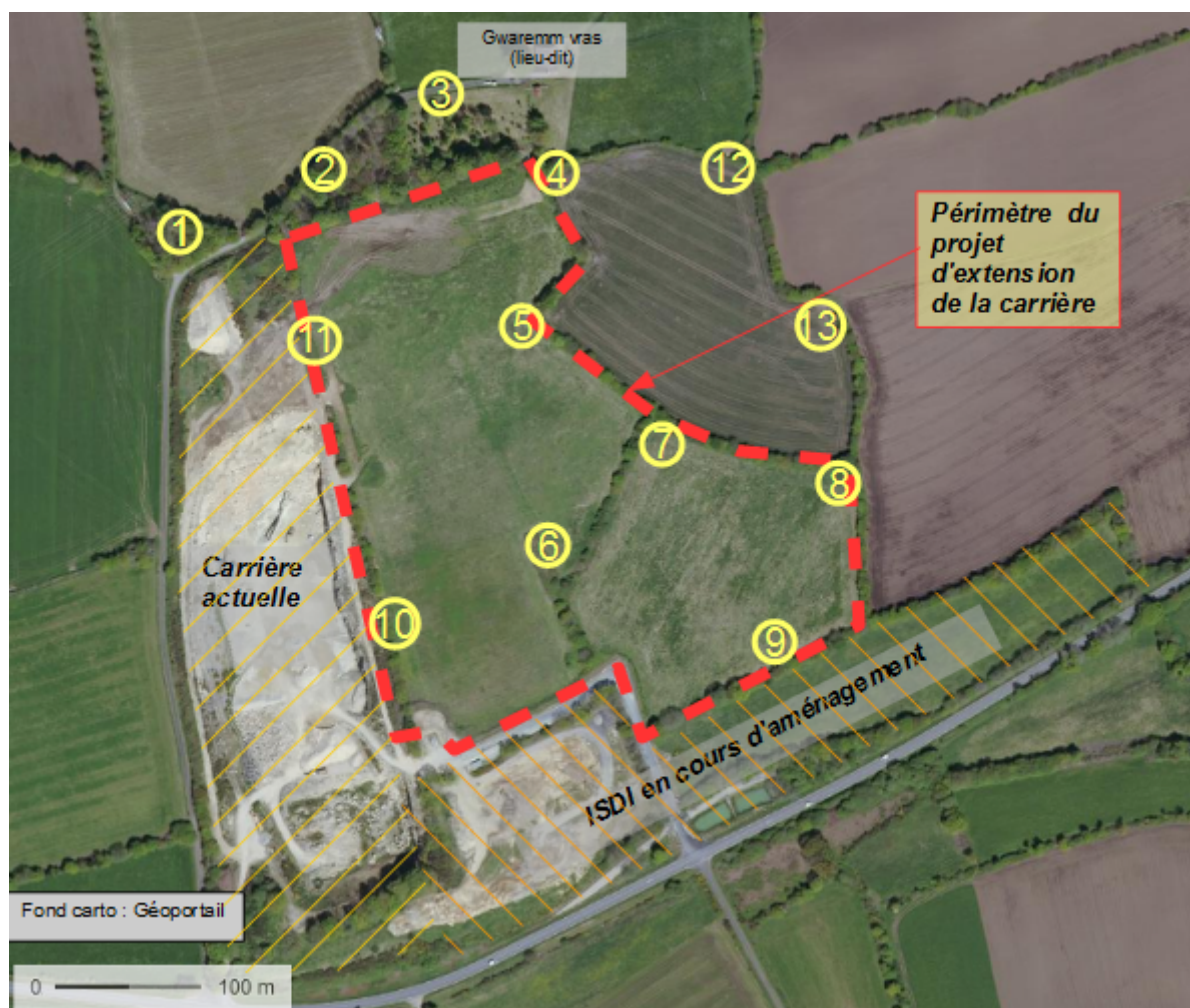 Gwaremm vras
(lieu-dit)
3
2
4
12
1
Périmètre du
projet
d'extension
de la carrière
5
13
11
7
8
6
Carrière
actuelle
10
9
ISDI en cours d'aménagement
Fond carto : Géoportail
0 100 m